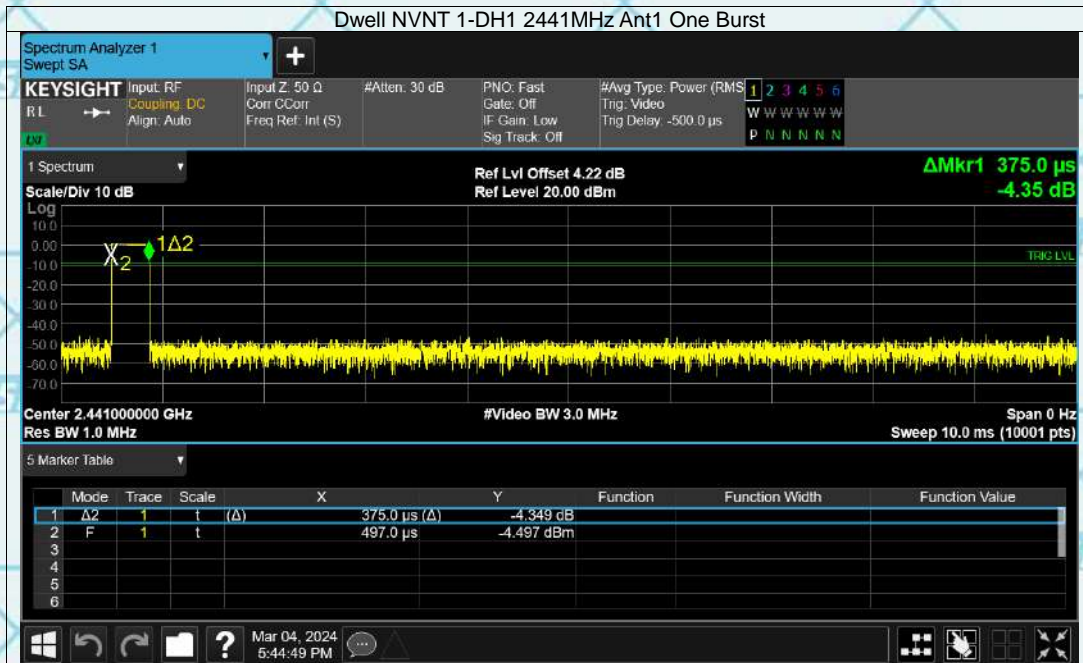 Dwell NVNT 1-DH1 2441MHz Ant1 One Burst
Spectrum Analyzer 1
Swept SA
+
KEYSIGHT
RL
LXI
Input: RF
Coupling: DC
Align: Auto
Input Z: 50 Ω
Corr CCorr
Freq Ref: Int (S)
#Atten: 30 dB
PNO: Fast
Gate: Off
IF Gain: Low
Sig Track: Off
#Avg Type: Power (RMS
Trig: Video
Trig Delay: -500.0 µs
1 2 3 4 5 6
W W W W W W
P N N N N N
1 Spectrum
Scale/Div 10 dB
Ref Lvl Offset 4.22 dB
Ref Level 20.00 dBm
ΔMkr1 375.0 µs
-4.35 dB
Log
10.0
0.00
-10.0
-20.0
-30.0
-40.0
-50.0
-60.0
-70.0
1Δ2
X2
TRIG LVL
Center 2.441000000 GHz
#Video BW 3.0 MHz
Span 0 Hz
Res BW 1.0 MHz
Sweep 10.0 ms (10001 pts)
5 Marker Table
Mode Trace Scale X Y Function Function Width Function Value
1 Δ2 1 t (Δ) 375.0 µs (Δ) -4.349 dB
2 F 1 t 497.0 µs -4.497 dBm
3
4
5
6
?
Mar 04, 2024
5:44:49 PM